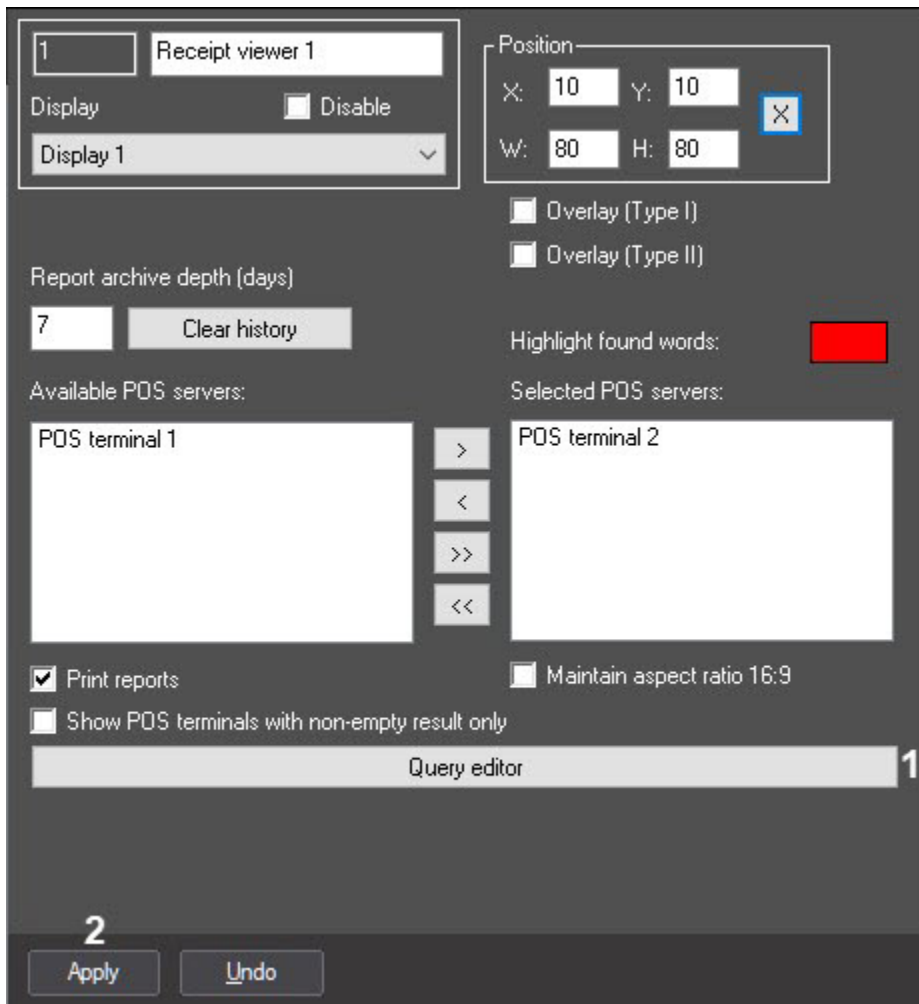 1 Receipt viewer 1
Display Disable
Display 1
Position
X: 10 Y: 10 X
W: 80 H: 80
Overlay (Type I)
Overlay (Type II)
Report archive depth (days)
7 Clear history
Highlight found words:
Available POS servers:
POS terminal 1
>
<
>>
<<
Selected POS servers:
POS terminal 2
Print reports
Maintain aspect ratio 16:9
Show POS terminals with non-empty result only
Query editor 1
2
Apply Undo